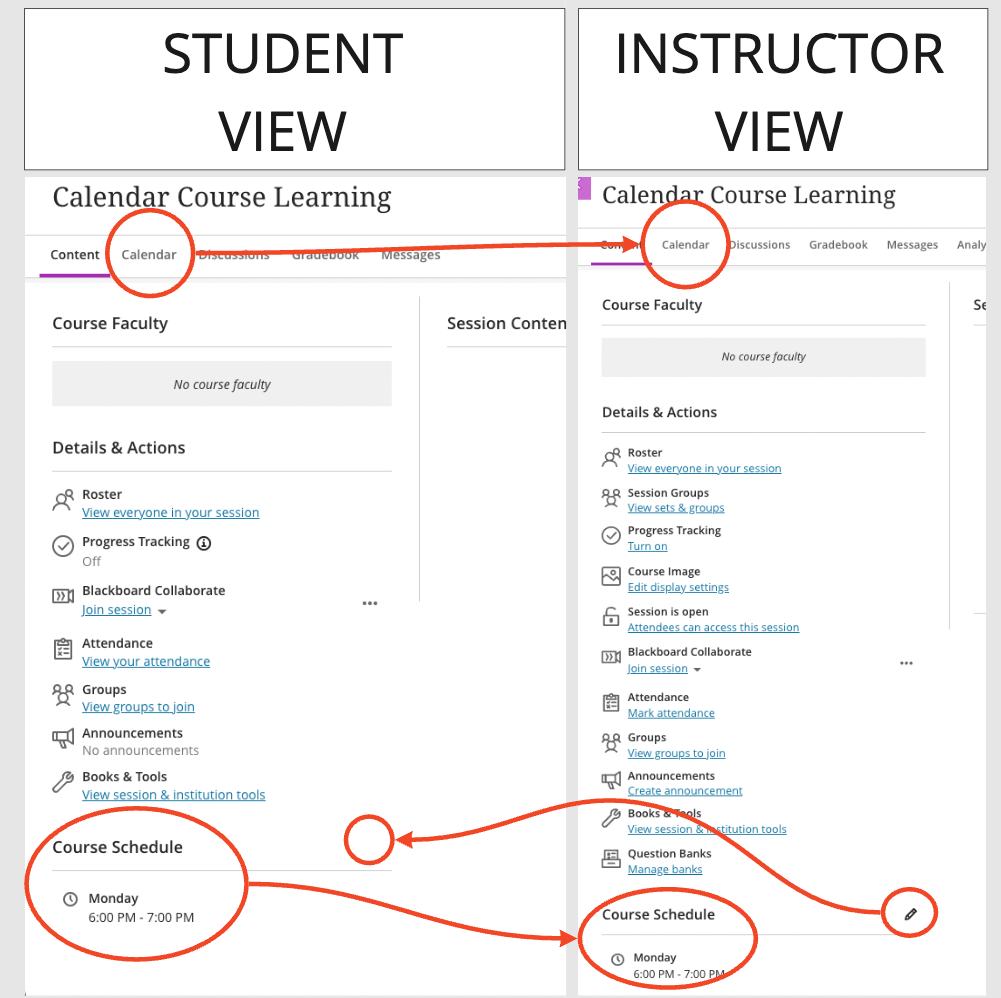 STUDENT
VIEW
Calendar Course Learning
Content Calendar Discussions Gradebook Messages
Course Faculty
No course faculty
Details & Actions
Roster
View everyone in your session
Progress Tracking
Off
Blackboard Collaborate
Join session
Attendance
View your attendance
Groups
View groups to join
Announcements
No announcements
Books & Tools
View session & institution tools
Course Schedule
Monday
6:00 PM - 7:00 PM
Session Conten
INSTRUCTOR
VIEW
Calendar Course Learning
Content Calendar Discussions Gradebook Messages Analy
Course Faculty
No course faculty
Details & Actions
Roster
View everyone in your session
Session Groups
View sets & groups
Progress Tracking
Turn on
Course Image
Edit display settings
Session is open
Attendees can access this session
Blackboard Collaborate
Join session
Attendance
Mark attendance
Groups
View groups to join
Announcements
Create announcement
Books & Tools
View session & institution tools
Question Banks
Manage banks
Course Schedule
Monday
6:00 PM - 7:00 PM
Se